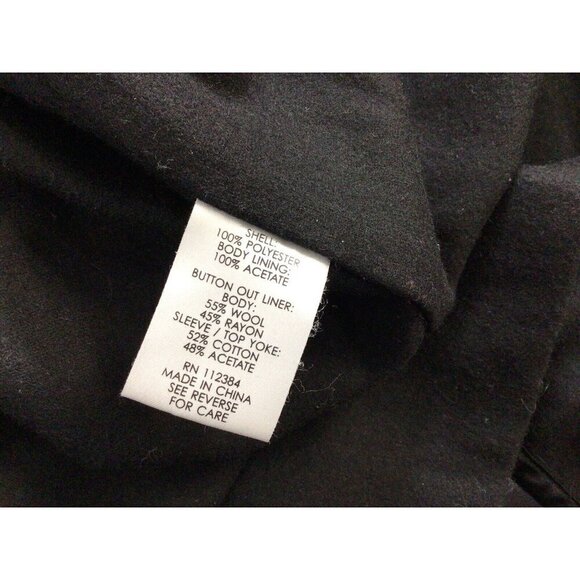 SHELL:
100% POLYESTER
BODY LINING:
100% ACETATE
BUTTON OUT LINER:
BODY:
55% WOOL
45% RAYON
SLEEVE / TOP YOKE:
52% COTTON
48% ACETATE
RN 112384
MADE IN CHINA
SEE REVERSE
FOR CARE